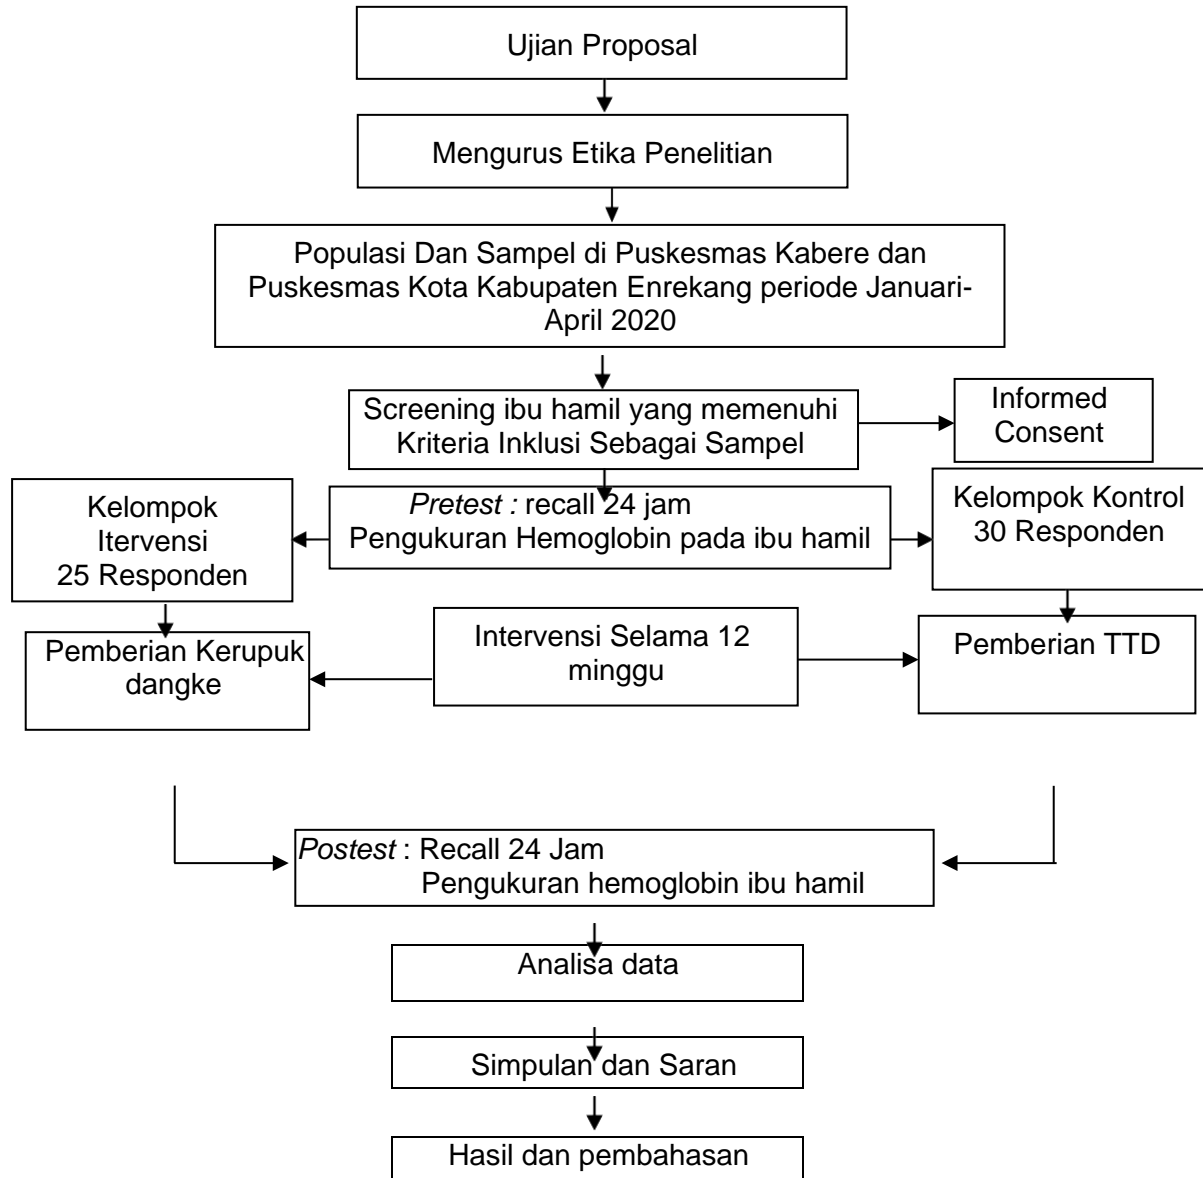 Ujian Proposal
Mengurus Etika Penelitian
Populasi Dan Sampel di Puskesmas Kabere dan
Puskesmas Kota Kabupaten Enrekang periode Januari-
April 2020
Screening ibu hamil yang memenuhi
Kriteria Inklusi Sebagai Sampel
Informed
Consent
Kelompok
Itervensi
25 Responden
Pretest : recall 24 jam
Pengukuran Hemoglobin pada ibu hamil
Kelompok Kontrol
30 Responden
Pemberian Kerupuk
dangke
Intervensi Selama 12
minggu
Pemberian TTD
Postest : Recall 24 Jam
Pengukuran hemoglobin ibu hamil
Analisa data
Simpulan dan Saran
Hasil dan pembahasan